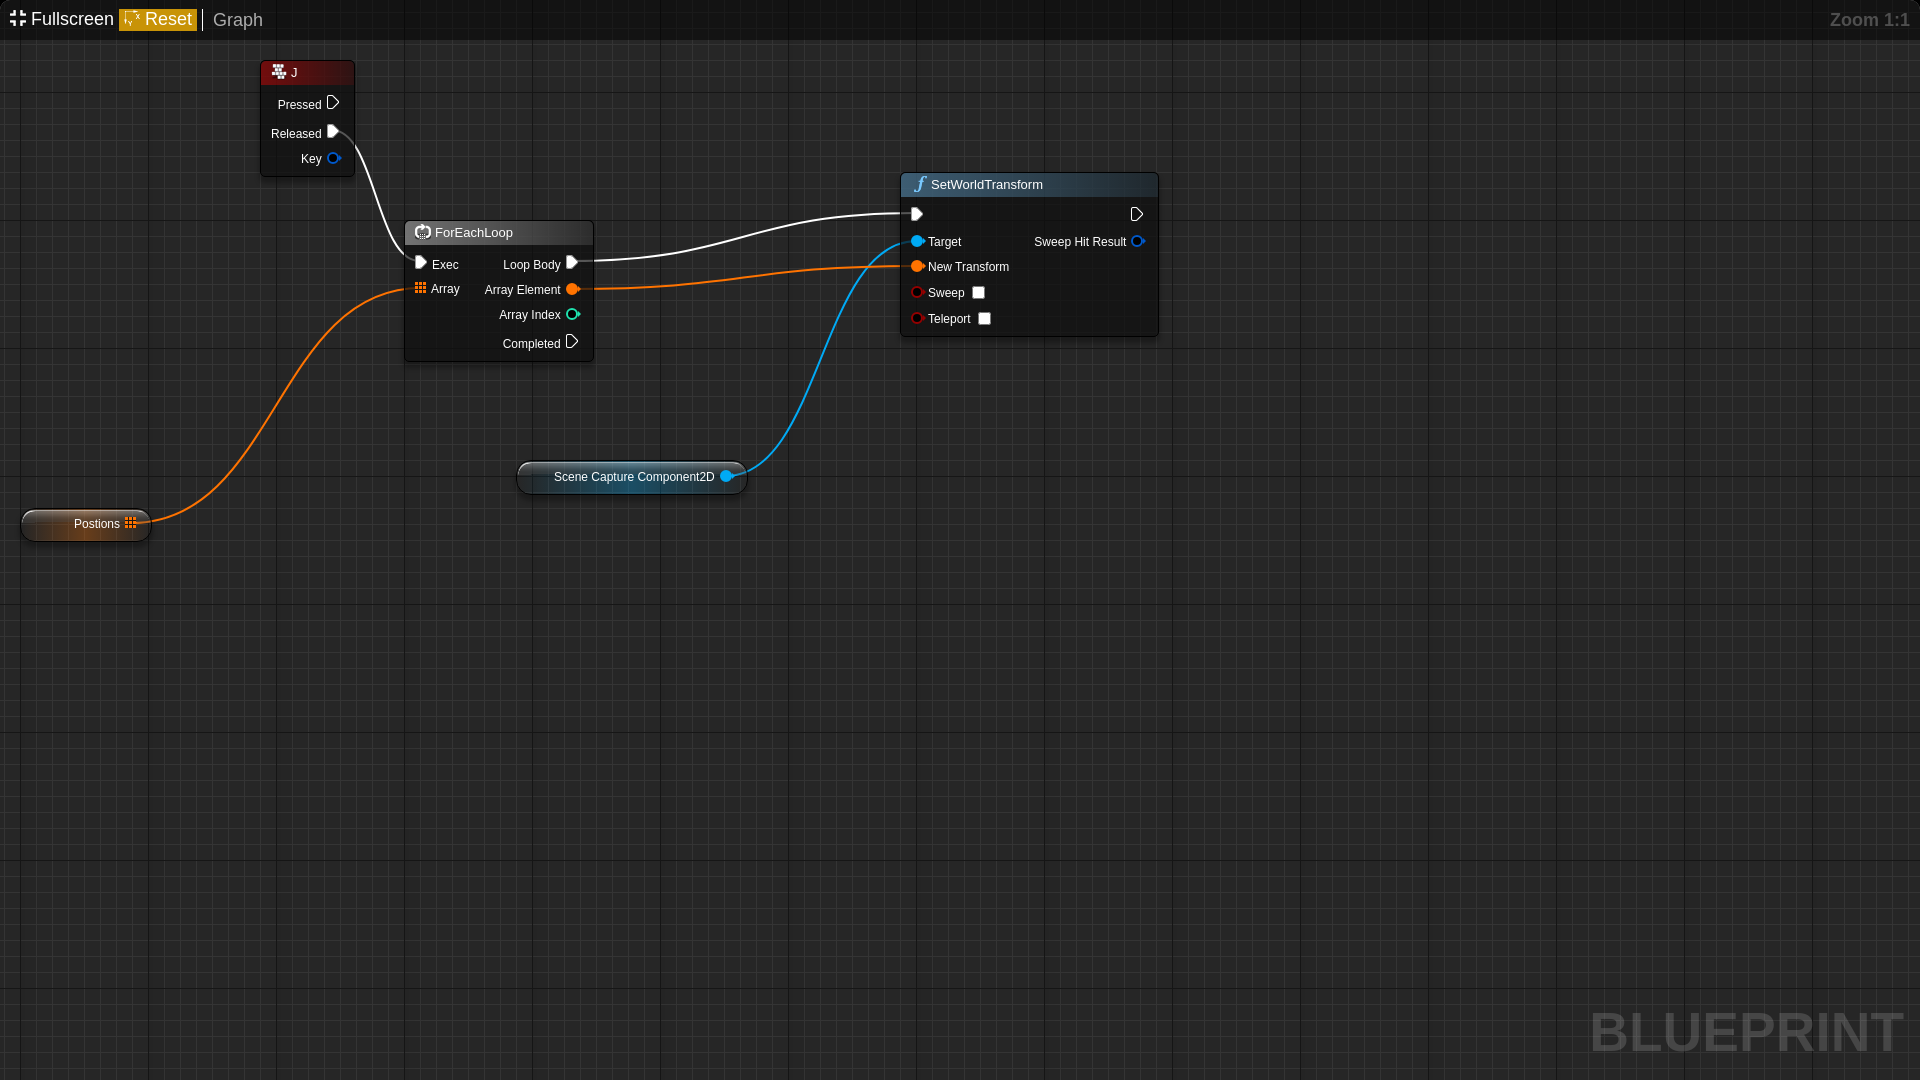 Fullscreen Reset Graph
Zoom 1:1
J
Pressed
Released
Key
ForEachLoop
Exec Loop Body
Array Array Element
Array Index
Completed
SetWorldTransform
Target Sweep Hit Result
New Transform
Sweep
Teleport
Scene Capture Component2D
Postions
BLUEPRINT